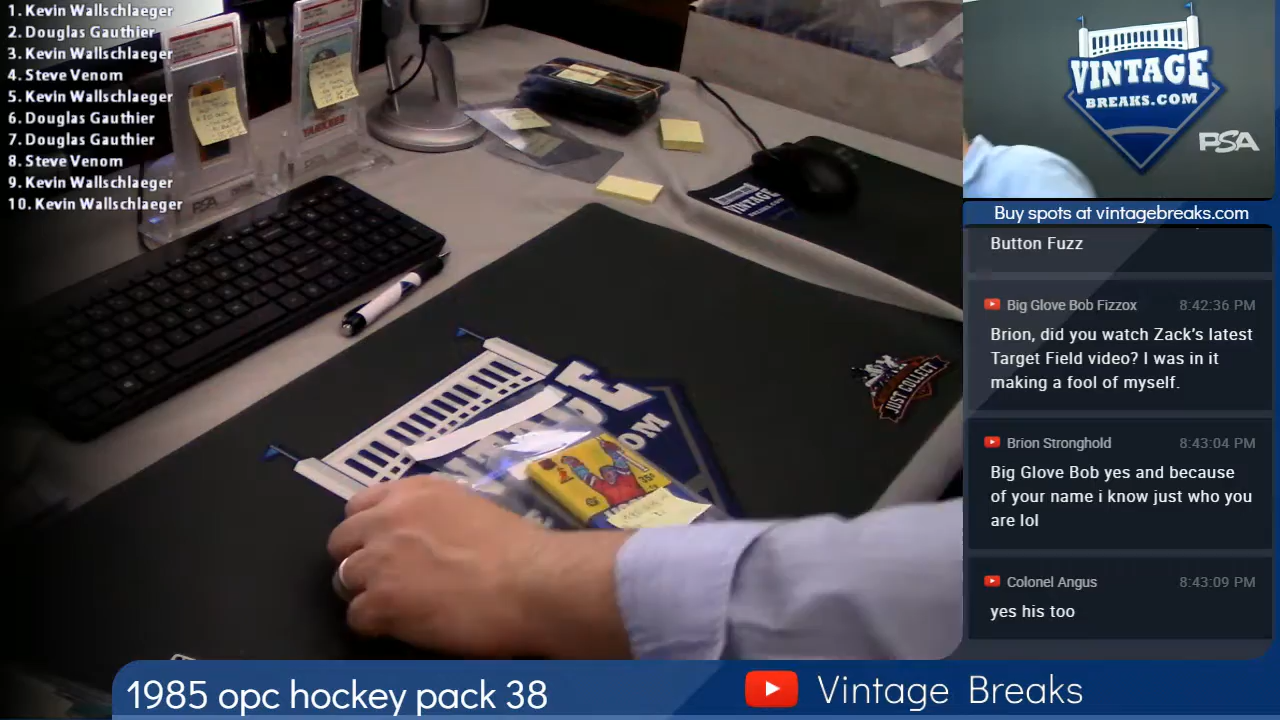 1. Kevin Wallschlaeger
2. Douglas Gauthier
3. Kevin Wallschlaeger
4. Steve Venom
5. Kevin Wallschlaeger
6. Douglas Gauthier
7. Douglas Gauthier
8. Steve Venom
9. Kevin Wallschlaeger
10. Kevin Wallschlaeger
VINTAGE
BREAKS.COM
PSA
Buy spots at vintagebreaks.com
Button Fuzz
Big Glove Bob Fizzox 8:42:36 PM
Brion, did you watch Zack's latest
Target Field video? I was in it
making a fool of myself.
Brion Stronghold 8:43:04 PM
Big Glove Bob yes and because
of your name i know just who you
are lol
Colonel Angus 8:43:09 PM
yes his too
VINTAGE
JUST COLLECT
35¢
YANKEES
PSA
1985 opc hockey pack 38
Vintage Breaks